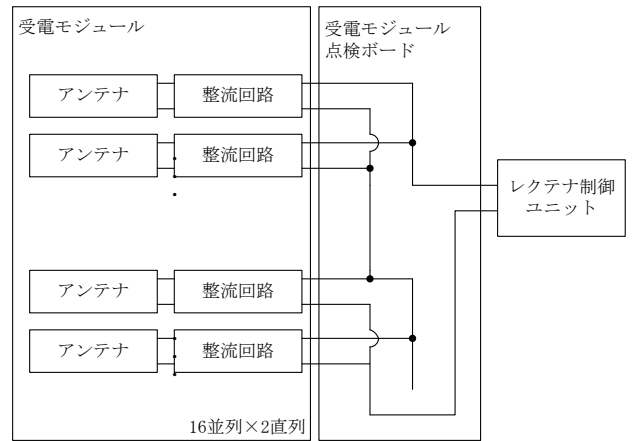 受電モジュール
受電モジュール
点検ボード
アンテナ
整流回路
アンテナ
整流回路
レクテナ制御
ユニット
アンテナ
整流回路
アンテナ
整流回路
16並列×2直列